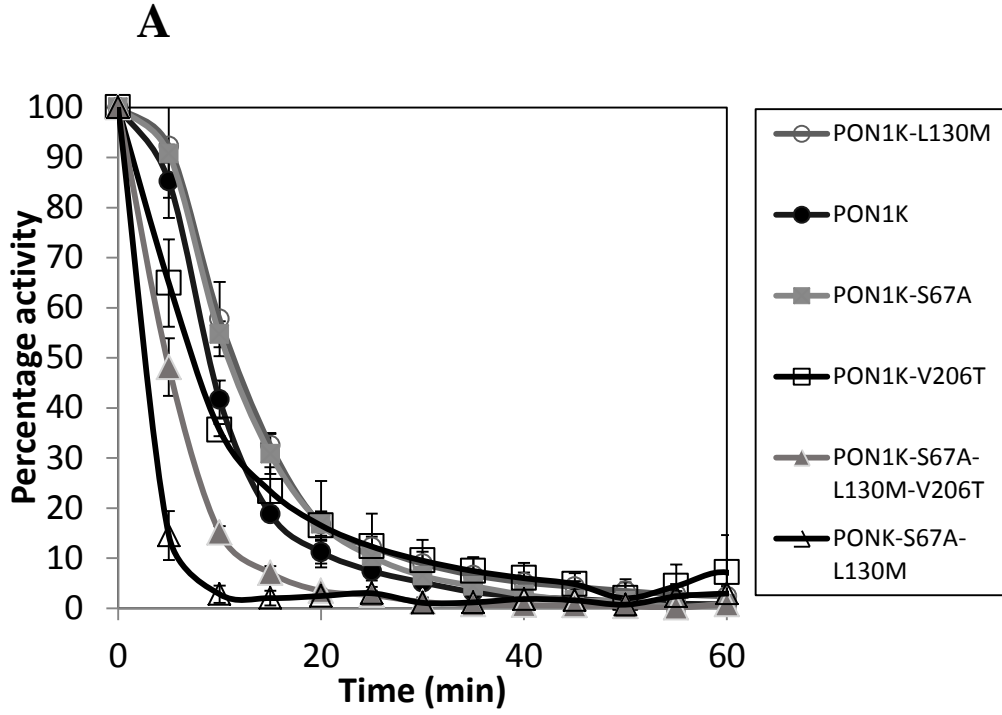 A
100
90
80
70
60
50
40
30
20
10
0
Percentage activity
0 20 40 60
Time (min)
PON1K-L130M
PON1K
PON1K-S67A
PON1K-V206T
PON1K-S67A-
L130M-V206T
PONK-S67A-
L130M